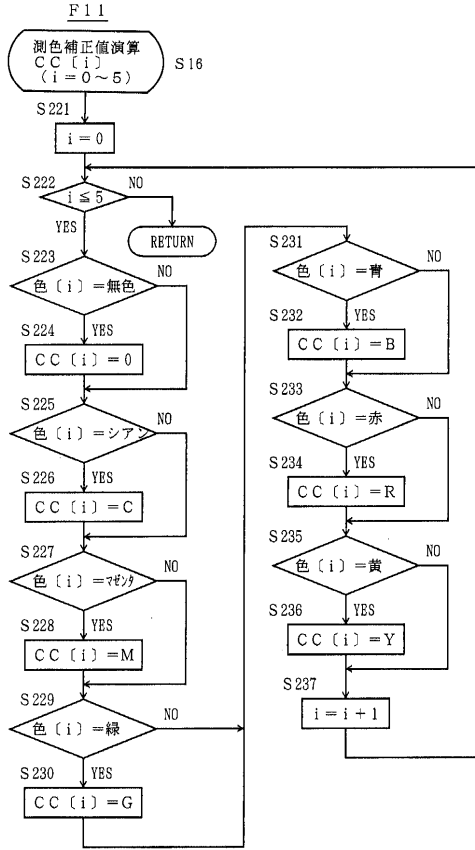 F11
測色補正値演算
CC〔i〕
(i=0~5)
S16
S221
i=0
S222
i≦5
NO
YES
RETURN
S223
色〔i〕=無色
NO
YES
S224
CC〔i〕=0
S225
色〔i〕=シアン
NO
YES
S226
CC〔i〕=C
S227
色〔i〕=マゼンタ
NO
YES
S228
CC〔i〕=M
S229
色〔i〕=緑
NO
YES
S230
CC〔i〕=G
S231
色〔i〕=青
NO
YES
S232
CC〔i〕=B
S233
色〔i〕=赤
NO
YES
S234
CC〔i〕=R
S235
色〔i〕=黄
NO
YES
S236
CC〔i〕=Y
S237
i=i+1